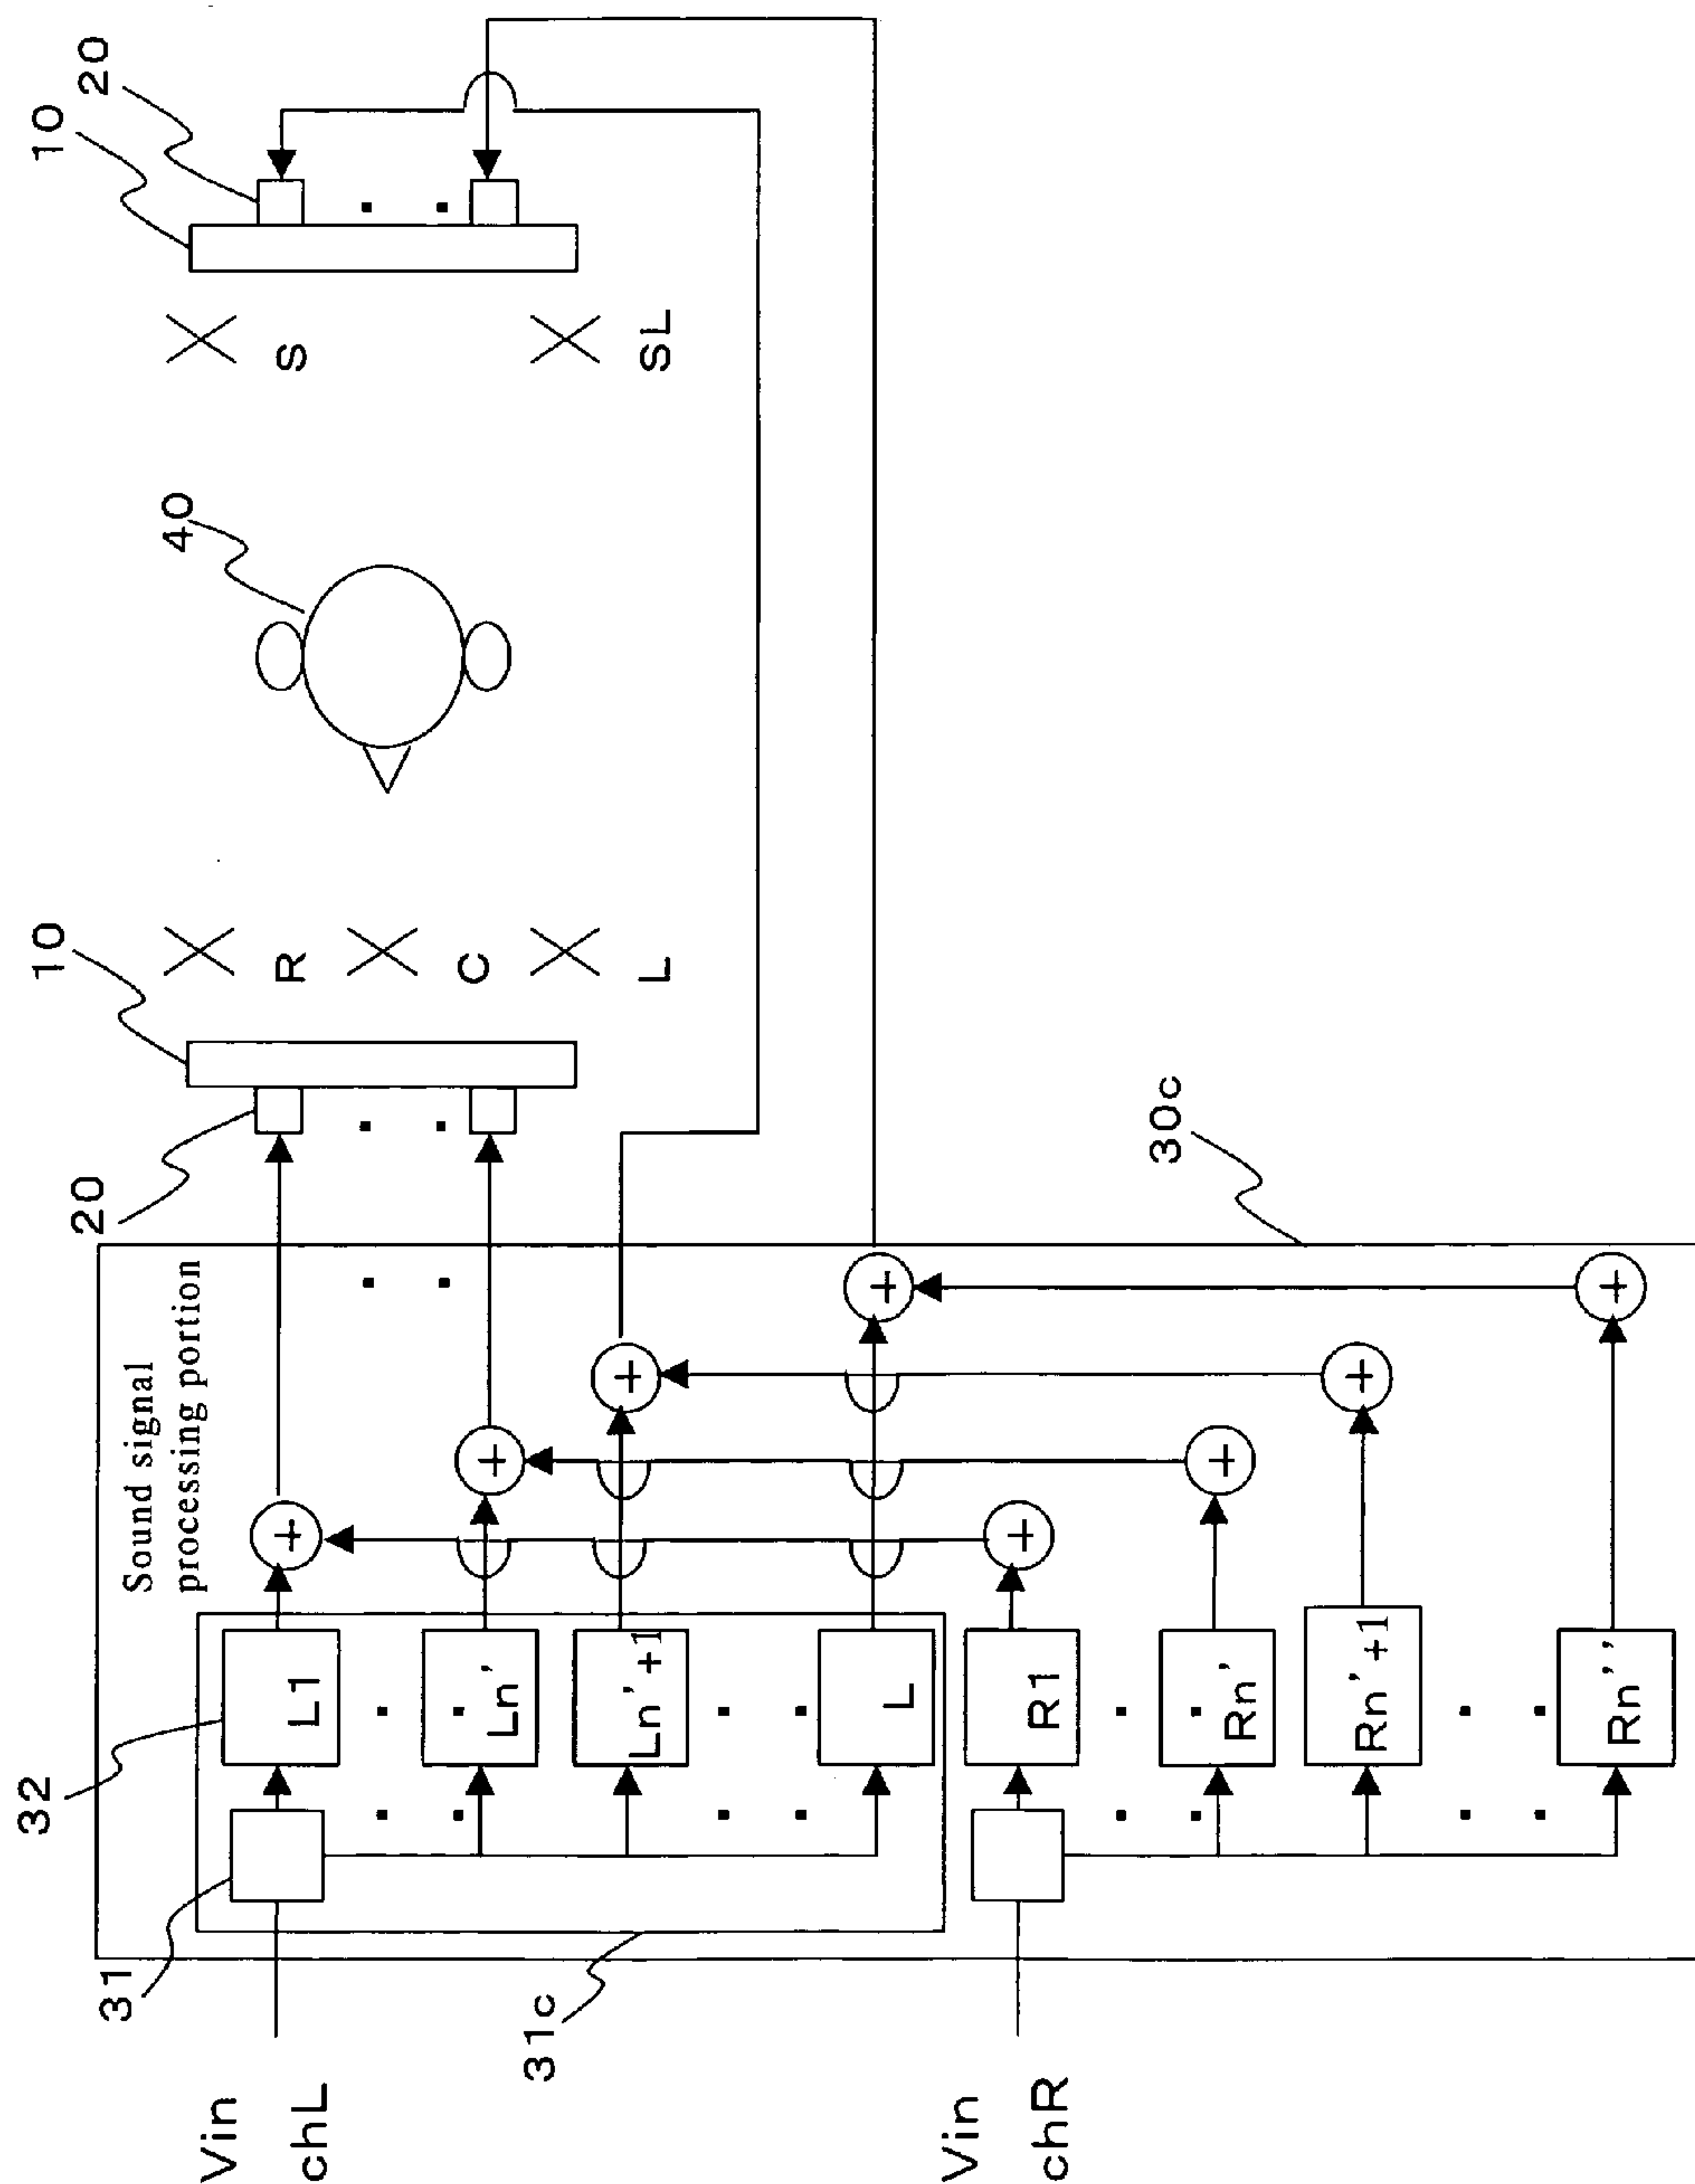 10
20
S
SL
40
10
R
C
L
20
30c
Sound signal
processing portion
+
+
+
+
+
+
+
+
32
L1
Ln'
Ln'+1
L
R1
Rn'
Rn'+1
Rn''
31
31c
Vin
chL
Vin
chR